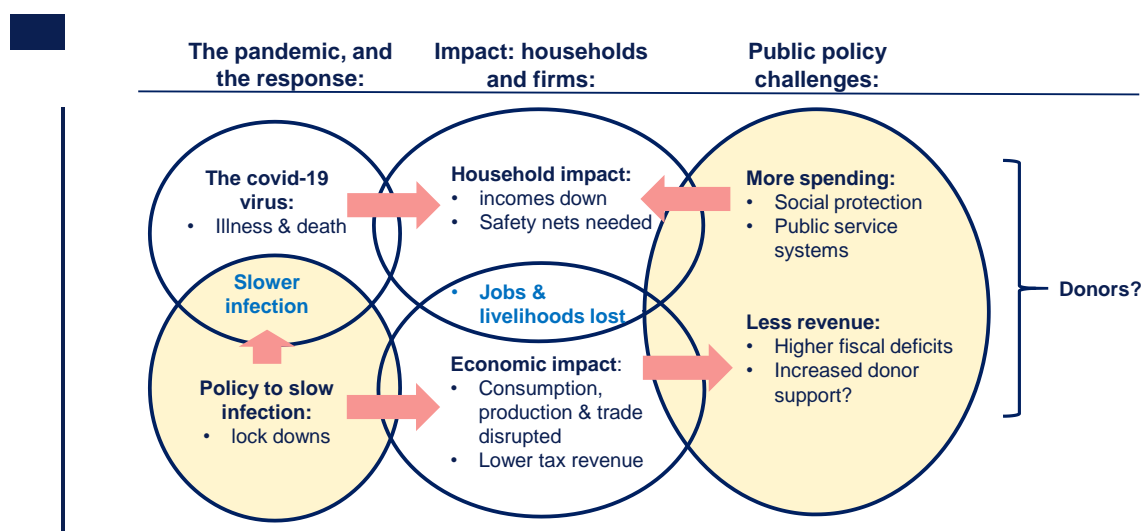 The pandemic, and
the response:
Impact: households
and firms:
Public policy
challenges:
The covid-19
virus:
• Illness & death
Slower
infection
Policy to slow
infection:
• lock downs
Household impact:
• incomes down
• Safety nets needed
• Jobs &
livelihoods lost
Economic impact:
• Consumption,
production & trade
disrupted
• Lower tax revenue
More spending:
• Social protection
• Public service
systems
Less revenue:
• Higher fiscal deficits
• Increased donor
support?
Donors?